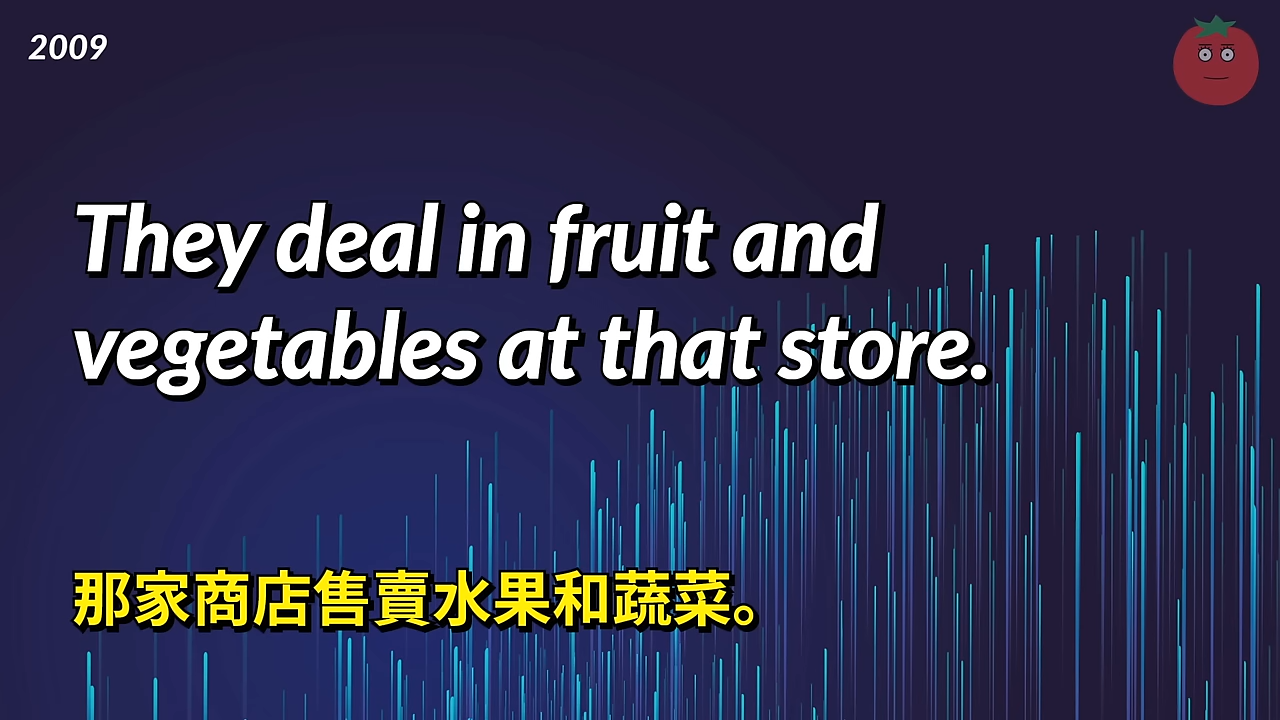 2009
They deal in fruit and
vegetables at that store.
那家商店售賣水果和蔬菜。